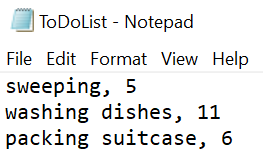 ToDoList - Notepad
File Edit Format View Help
sweeping, 5
washing dishes, 11
packing suitcase, 6